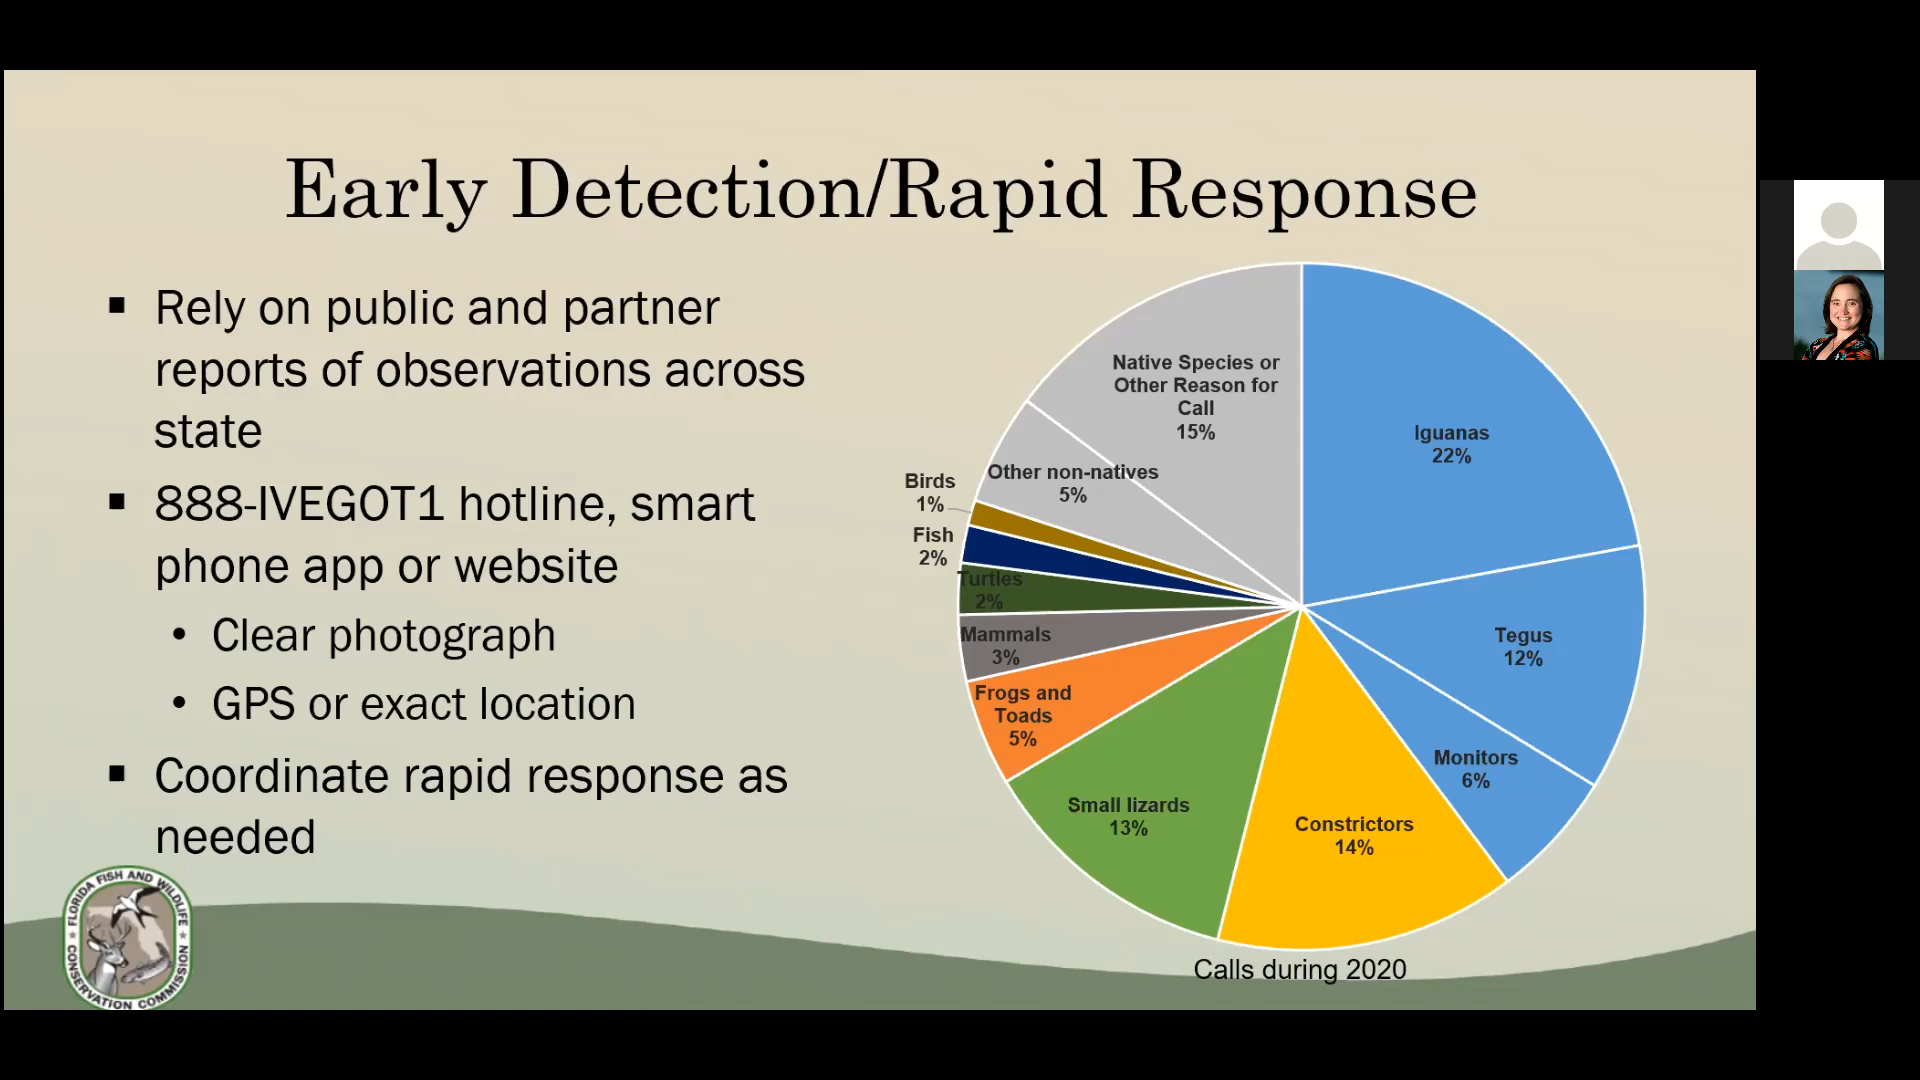 Early Detection/Rapid Response
▪ Rely on public and partner
reports of observations across
state
▪ 888-IVEGOT1 hotline, smart
phone app or website
• Clear photograph
• GPS or exact location
▪ Coordinate rapid response as
needed
Native Species or
Other Reason for
Call
15%
Iguanas
22%
Other non-natives
5%
Birds
1%
Fish
2%
Turtles
2%
Tegus
12%
Mammals
3%
Frogs and
Toads
5%
Monitors
6%
Small lizards
13%
Constrictors
14%
Calls during 2020
FLORIDA FISH AND WILDLIFE
CONSERVATION COMMISSION